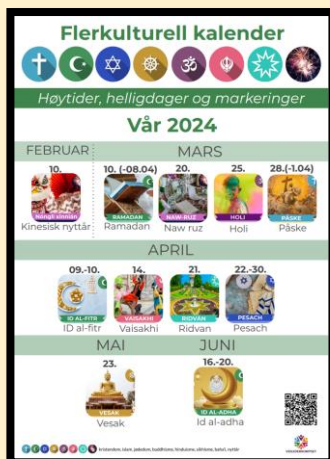 Flerkulturell kalender
Høytider, helligdager og markeringer
Vår 2024
FEBRUAR
MARS
10.
10. (-08.04)
20.
25.
28.(-1.04)
Nongli xinnian
RAMADAN
NAW-RUZ
HOLI
PÅSKE
Kinesisk nyttår
Ramadan
Naw ruz
Holi
Påske
APRIL
09.-10.
14.
21.
22.-30.
ID AL-FITR
VAISAKHI
RIDVAN
PESACH
ID al-fitr
Vaisakhi
Ridvan
Pesach
MAI
JUNI
23.
16.-20.
VESAK
ID AL-ADHA
Vesak
Id al-adha